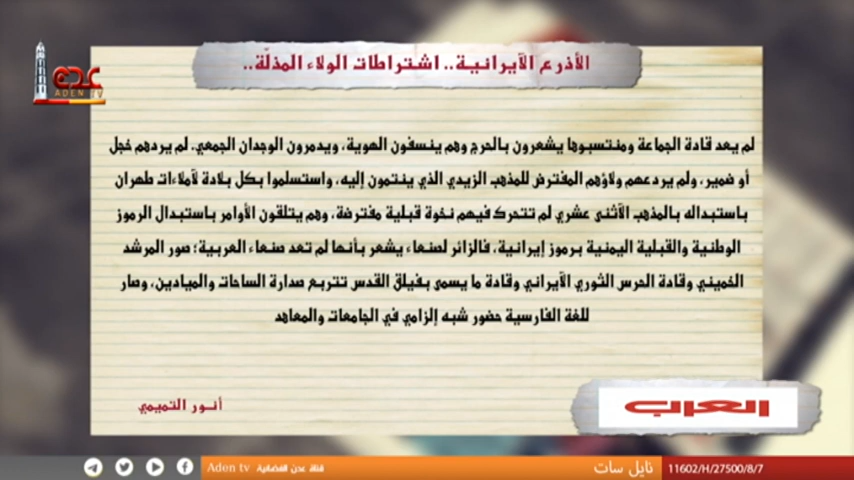 عدن
ADEN TV
الأذرع الآيرانية.. اشتراطات الولاء المذلّة..
لم يعد قادة الجماعة ومنتسبوها يشعرون بالحرج وهم ينسفون الهوية، ويدمرون الوجدان الجمعي. لم يردهم خجل
أو ضمير، ولم يردعهم ولاؤهم المفترض للمذهب الزيدي الذي ينتمون إليه، واستسلموا بكل بلادة لآملاءات طهران
باستبداله بالمذهب الآثنى عشري لم تتحرك فيهم نخوة قبلية مفترضة، وهم يتلقون الأوامر باستبدال الرموز
الوطنية والقبلية اليمنية برموز إيرانية، فالزائر لصنعاء يشعر بأنها لم تعد صنعاء العربية؛ صور المرشد
الخميني وقادة الحرس الثوري الآيراني وقادة ما يسمى بفيلق القدس تتربع صدارة الساحات والميادين، وصار
للغة الفارسية حضور شبه إلزامي في الجامعات والمعاهد
أنور التميمي
العرب
Aden tv قناة عدن الفضائية
نايل سات
11602/H/27500/8/7